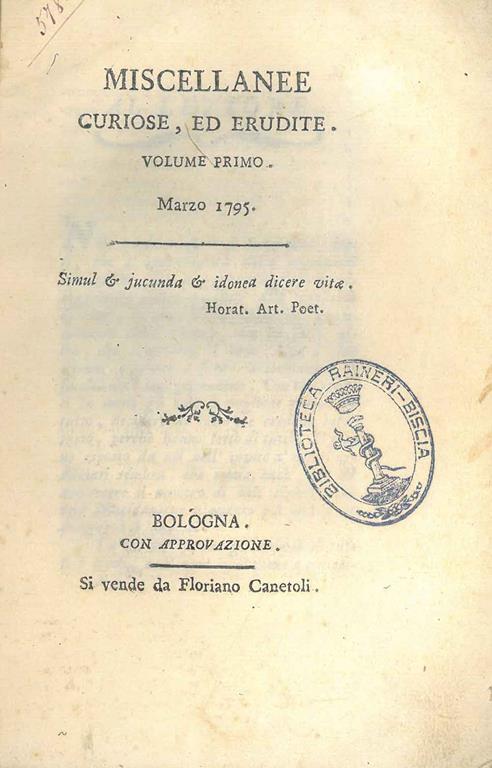 578
MISCELLANEE
CURIOSE, ED ERUDITE.
VOLUME PRIMO.
Marzo 1795.
Simul & jucunda & idonea dicere vitæ.
Horat. Art. Poet.
BIBLIOTECA RAINERI-BISCIA
BOLOGNA.
CON APPROVAZIONE.
Si vende da Floriano Canetoli.